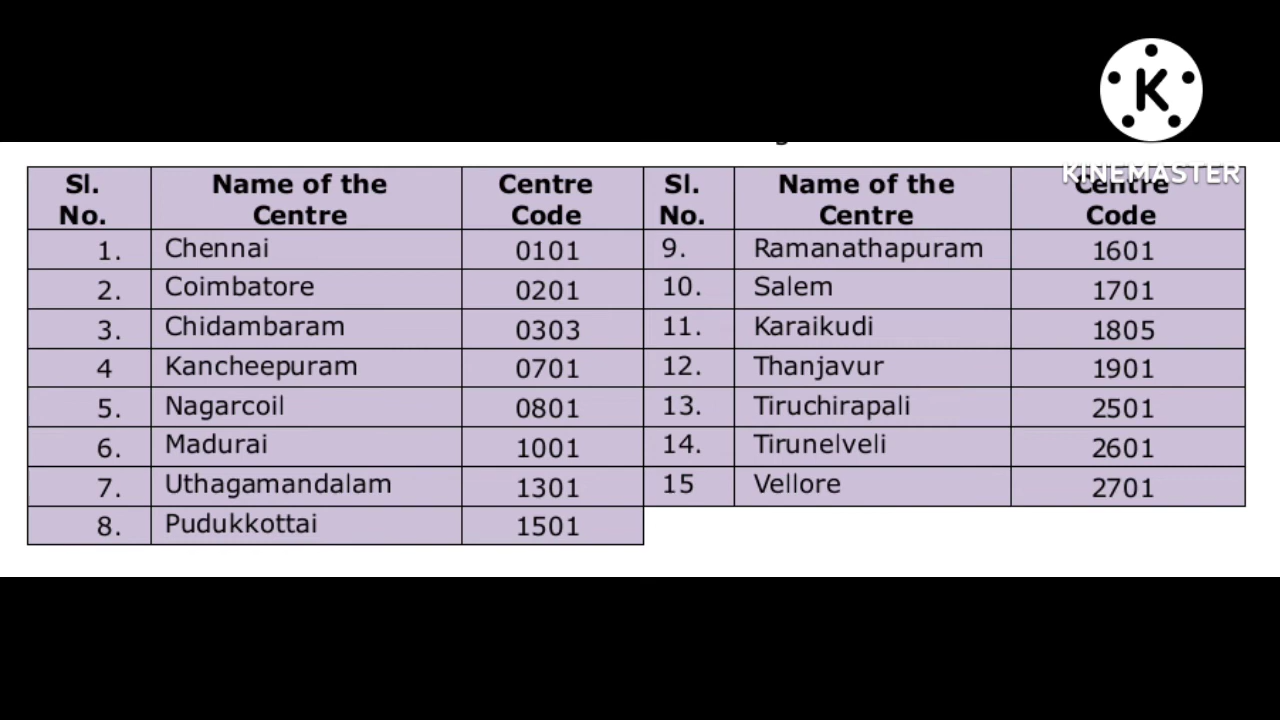 K
KINEMASTER
Sl. No. Name of the Centre Centre Code Sl. No. Name of the Centre Centre Code
1. Chennai 0101 9. Ramanathapuram 1601
2. Coimbatore 0201 10. Salem 1701
3. Chidambaram 0303 11. Karaikudi 1805
4 Kancheepuram 0701 12. Thanjavur 1901
5. Nagarcoil 0801 13. Tiruchirapali 2501
6. Madurai 1001 14. Tirunelveli 2601
7. Uthagamandalam 1301 15 Vellore 2701
8. Pudukkottai 1501